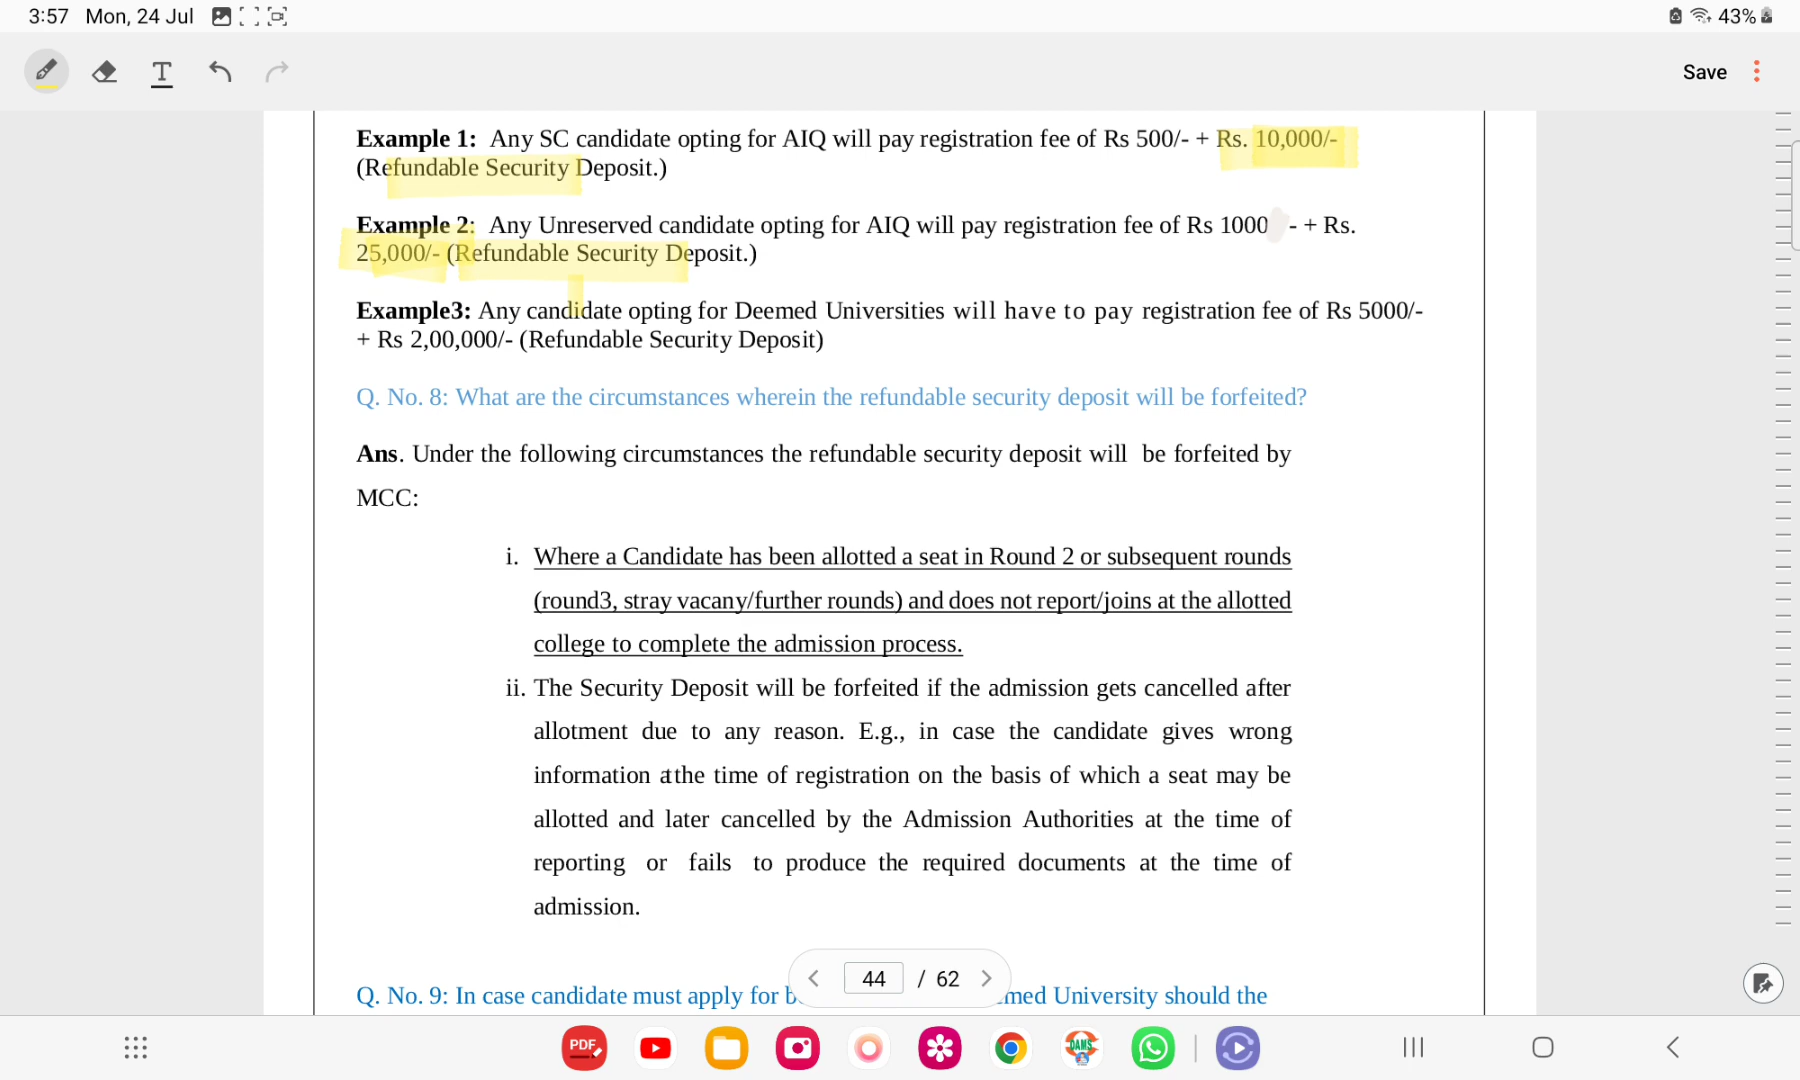 3:57 Mon, 24 Jul
43%
T
Save
Example 1: Any SC candidate opting for AIQ will pay registration fee of Rs 500/- + Rs. 10,000/-
(Refundable Security Deposit.)
Example 2: Any Unreserved candidate opting for AIQ will pay registration fee of Rs 1000 - + Rs.
25,000/- (Refundable Security Deposit.)
Example3: Any candidate opting for Deemed Universities will have to pay registration fee of Rs 5000/-
+ Rs 2,00,000/- (Refundable Security Deposit)
Q. No. 8: What are the circumstances wherein the refundable security deposit will be forfeited?
Ans. Under the following circumstances the refundable security deposit will be forfeited by
MCC:
i. Where a Candidate has been allotted a seat in Round 2 or subsequent rounds
(round3, stray vacany/further rounds) and does not report/joins at the allotted
college to complete the admission process.
ii. The Security Deposit will be forfeited if the admission gets cancelled after
allotment due to any reason. E.g., in case the candidate gives wrong
information at the time of registration on the basis of which a seat may be
allotted and later cancelled by the Admission Authorities at the time of
reporting or fails to produce the required documents at the time of
admission.
44 / 62
Q. No. 9: In case candidate must apply for University should the
PDF
DAMS